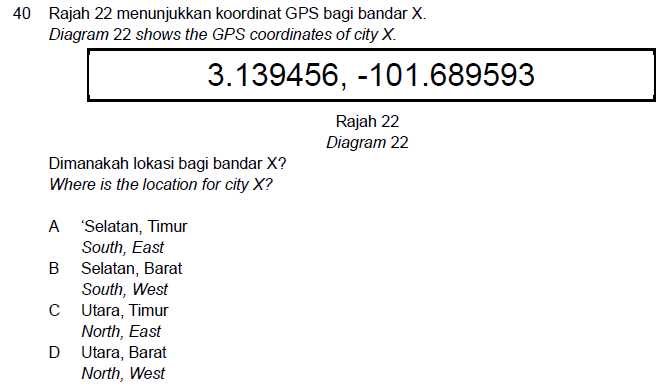 40 Rajah 22 menunjukkan koordinat GPS bagi bandar X.
Diagram 22 shows the GPS coordinates of city X.
3.139456, -101.689593
Rajah 22
Diagram 22
Dimanakah lokasi bagi bandar X?
Where is the location for city X?
A ‘Selatan, Timur
South, East
B Selatan, Barat
South, West
C Utara, Timur
North, East
D Utara, Barat
North, West